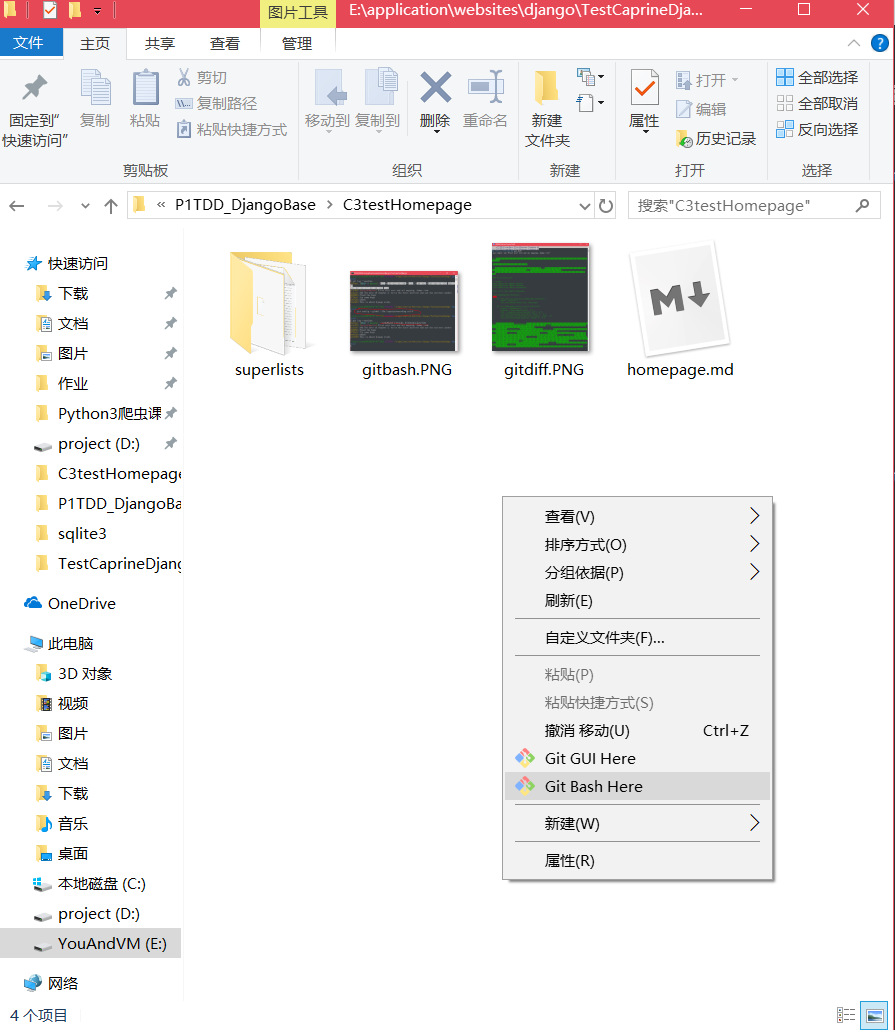 图片工具
E:\application\websites\django\TestCaprineDja...
文件
主页
共享
查看
管理
固定到"
快速访问"
复制
粘贴
剪切
复制路径
粘贴快捷方式
剪贴板
移动到
复制到
删除
重命名
组织
新建
文件夹
新建
属性
打开
编辑
历史记录
打开
全部选择
全部取消
反向选择
选择
« P1TDD_DjangoBase › C3testHomepage
搜索"C3testHomepage"
快速访问
下载
文档
图片
作业
Python3爬虫课
project (D:)
C3testHomepage
P1TDD_DjangoBa
sqlite3
TestCaprineDjang
OneDrive
此电脑
3D 对象
视频
图片
文档
下载
音乐
桌面
本地磁盘 (C:)
project (D:)
YouAndVM (E:)
网络
superlists
gitbash.PNG
gitdiff.PNG
M
homepage.md
查看(V)
排序方式(O)
分组依据(P)
刷新(E)
自定义文件夹(F)...
粘贴(P)
粘贴快捷方式(S)
撤消 移动(U) Ctrl+Z
Git GUI Here
Git Bash Here
新建(W)
属性(R)
4 个项目